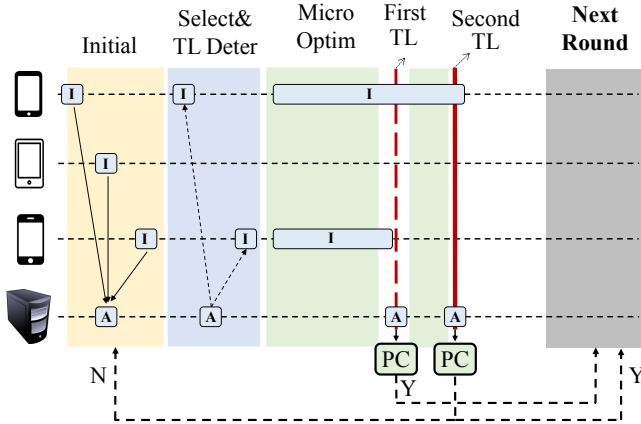 Initial
Select&
TL Deter
Micro
Optim
First
TL
Second
TL
Next
Round
I
I
I
I
I
I
I
A
A
A
A
PC
PC
N
Y
Y